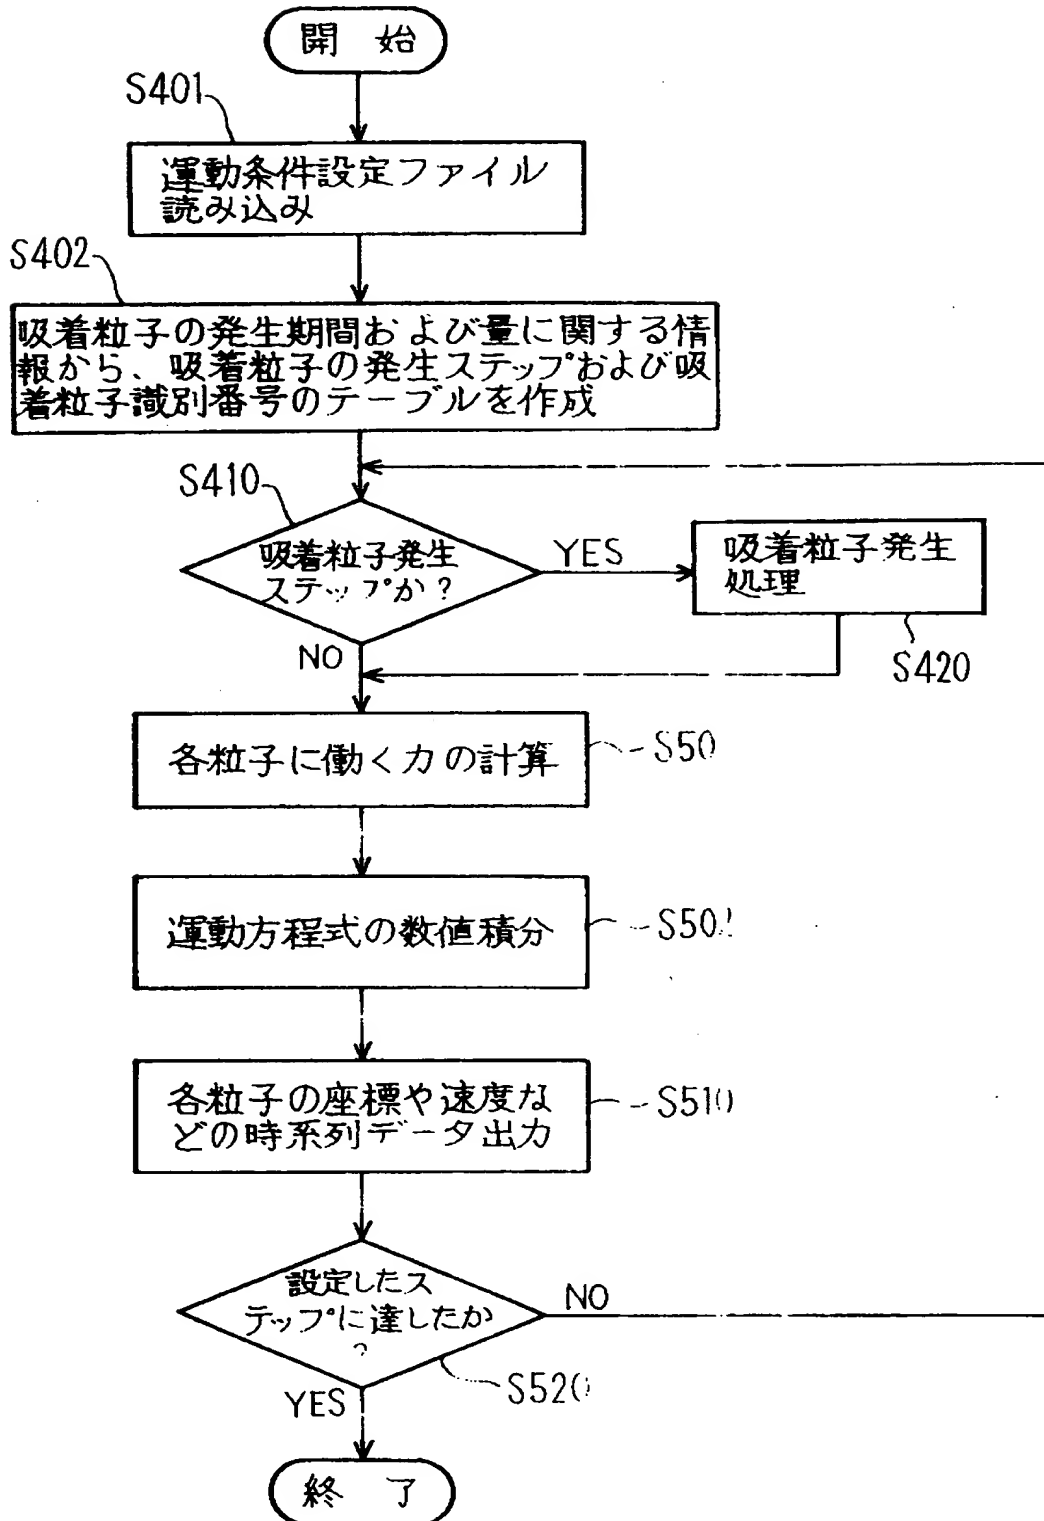 開始
S401
運動条件設定ファイル
読み込み
S402
吸着粒子の発生期間および量に関する情
報から、吸着粒子の発生ステップおよび吸
着粒子識別番号のテーブルを作成
S410
吸着粒子発生
ステップか?
YES
吸着粒子発生
処理
NO
S420
各粒子に働く力の計算
S50
運動方程式の数値積分
各粒子の座標や速度な
どの時系列データ出力
S510
設定したス
テップに達したか
?
NO
S520
YES
終了